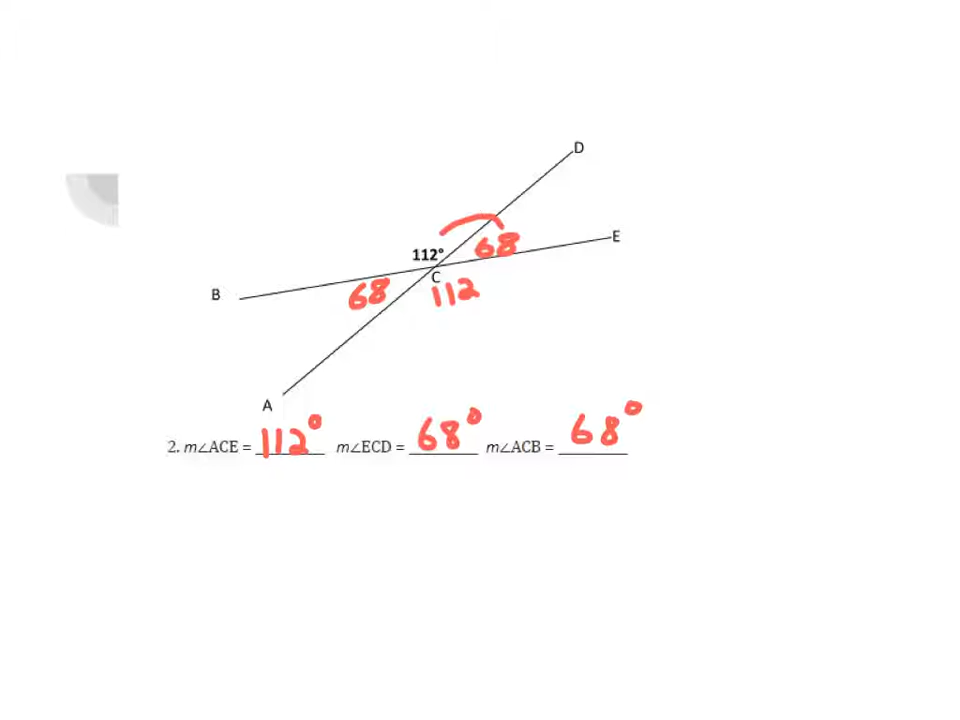 D
E
112°
68
C
B
68
112
A
2. m∠ACE = 112° m∠ECD = 68° m∠ACB = 68°